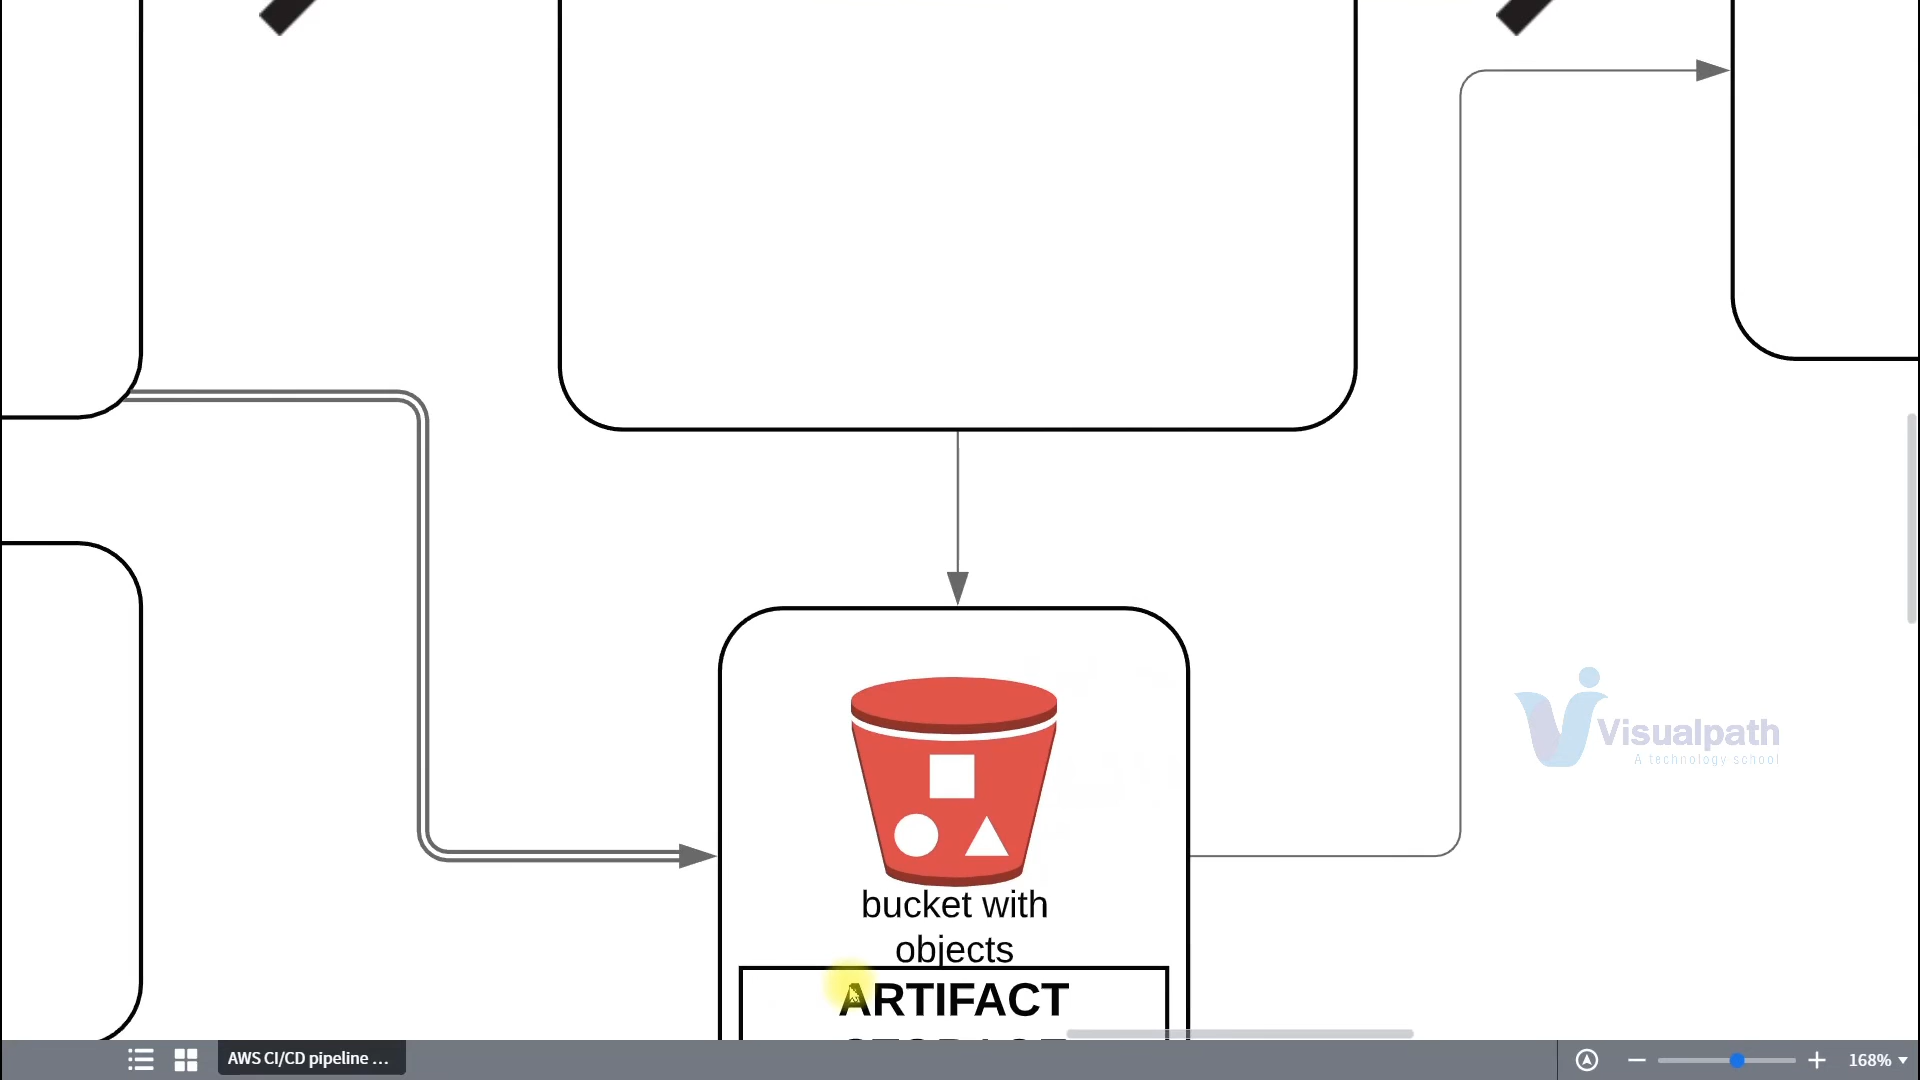 Visualpath
A technology school
bucket with
objects
ARTIFACT
AWS CI/CD pipeline ...
168%